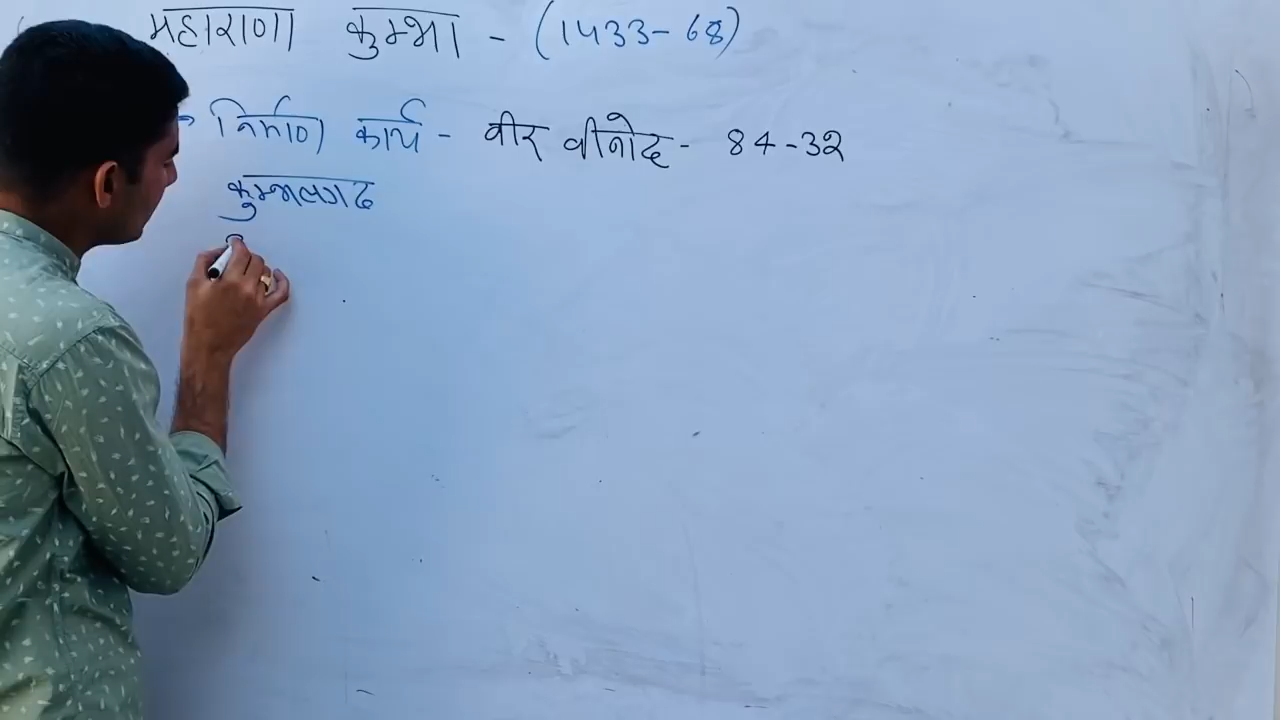 महाराणा कुम्भा - (1433-68)
→ निर्माण कार्य - वीर वीनोद - 84-32
कुम्भलगढ